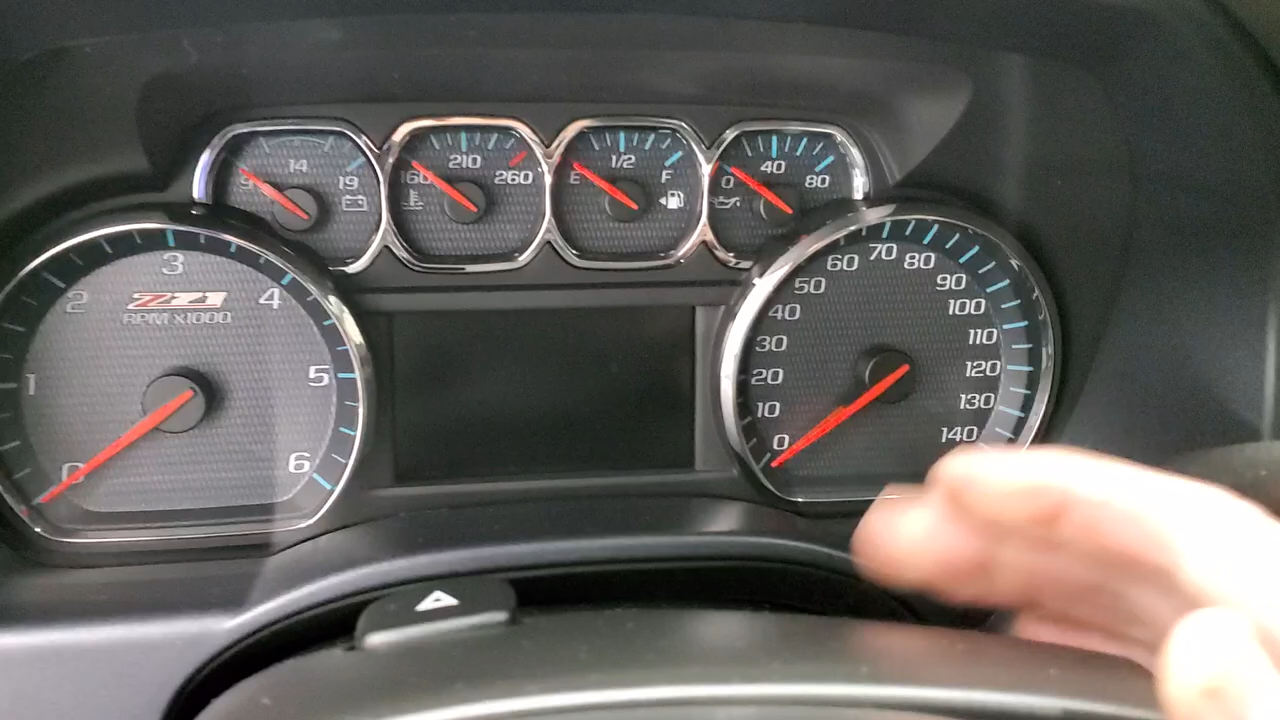 9 14 19
160 210 260
E 1/2 F
0 40 80
0 1 2 3 4 5 6
Z71
RPM X1000
0 10 20 30 40 50 60 70 80 90 100 110 120 130 140